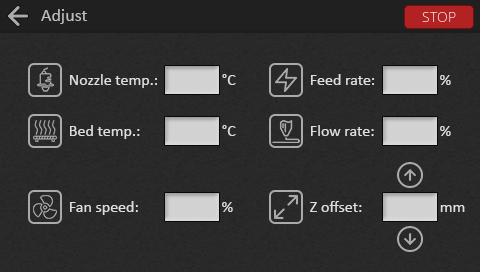 Adjust STOP
Nozzle temp.: °C Feed rate: %
Bed temp.: °C Flow rate: %
Fan speed: % Z offset: mm